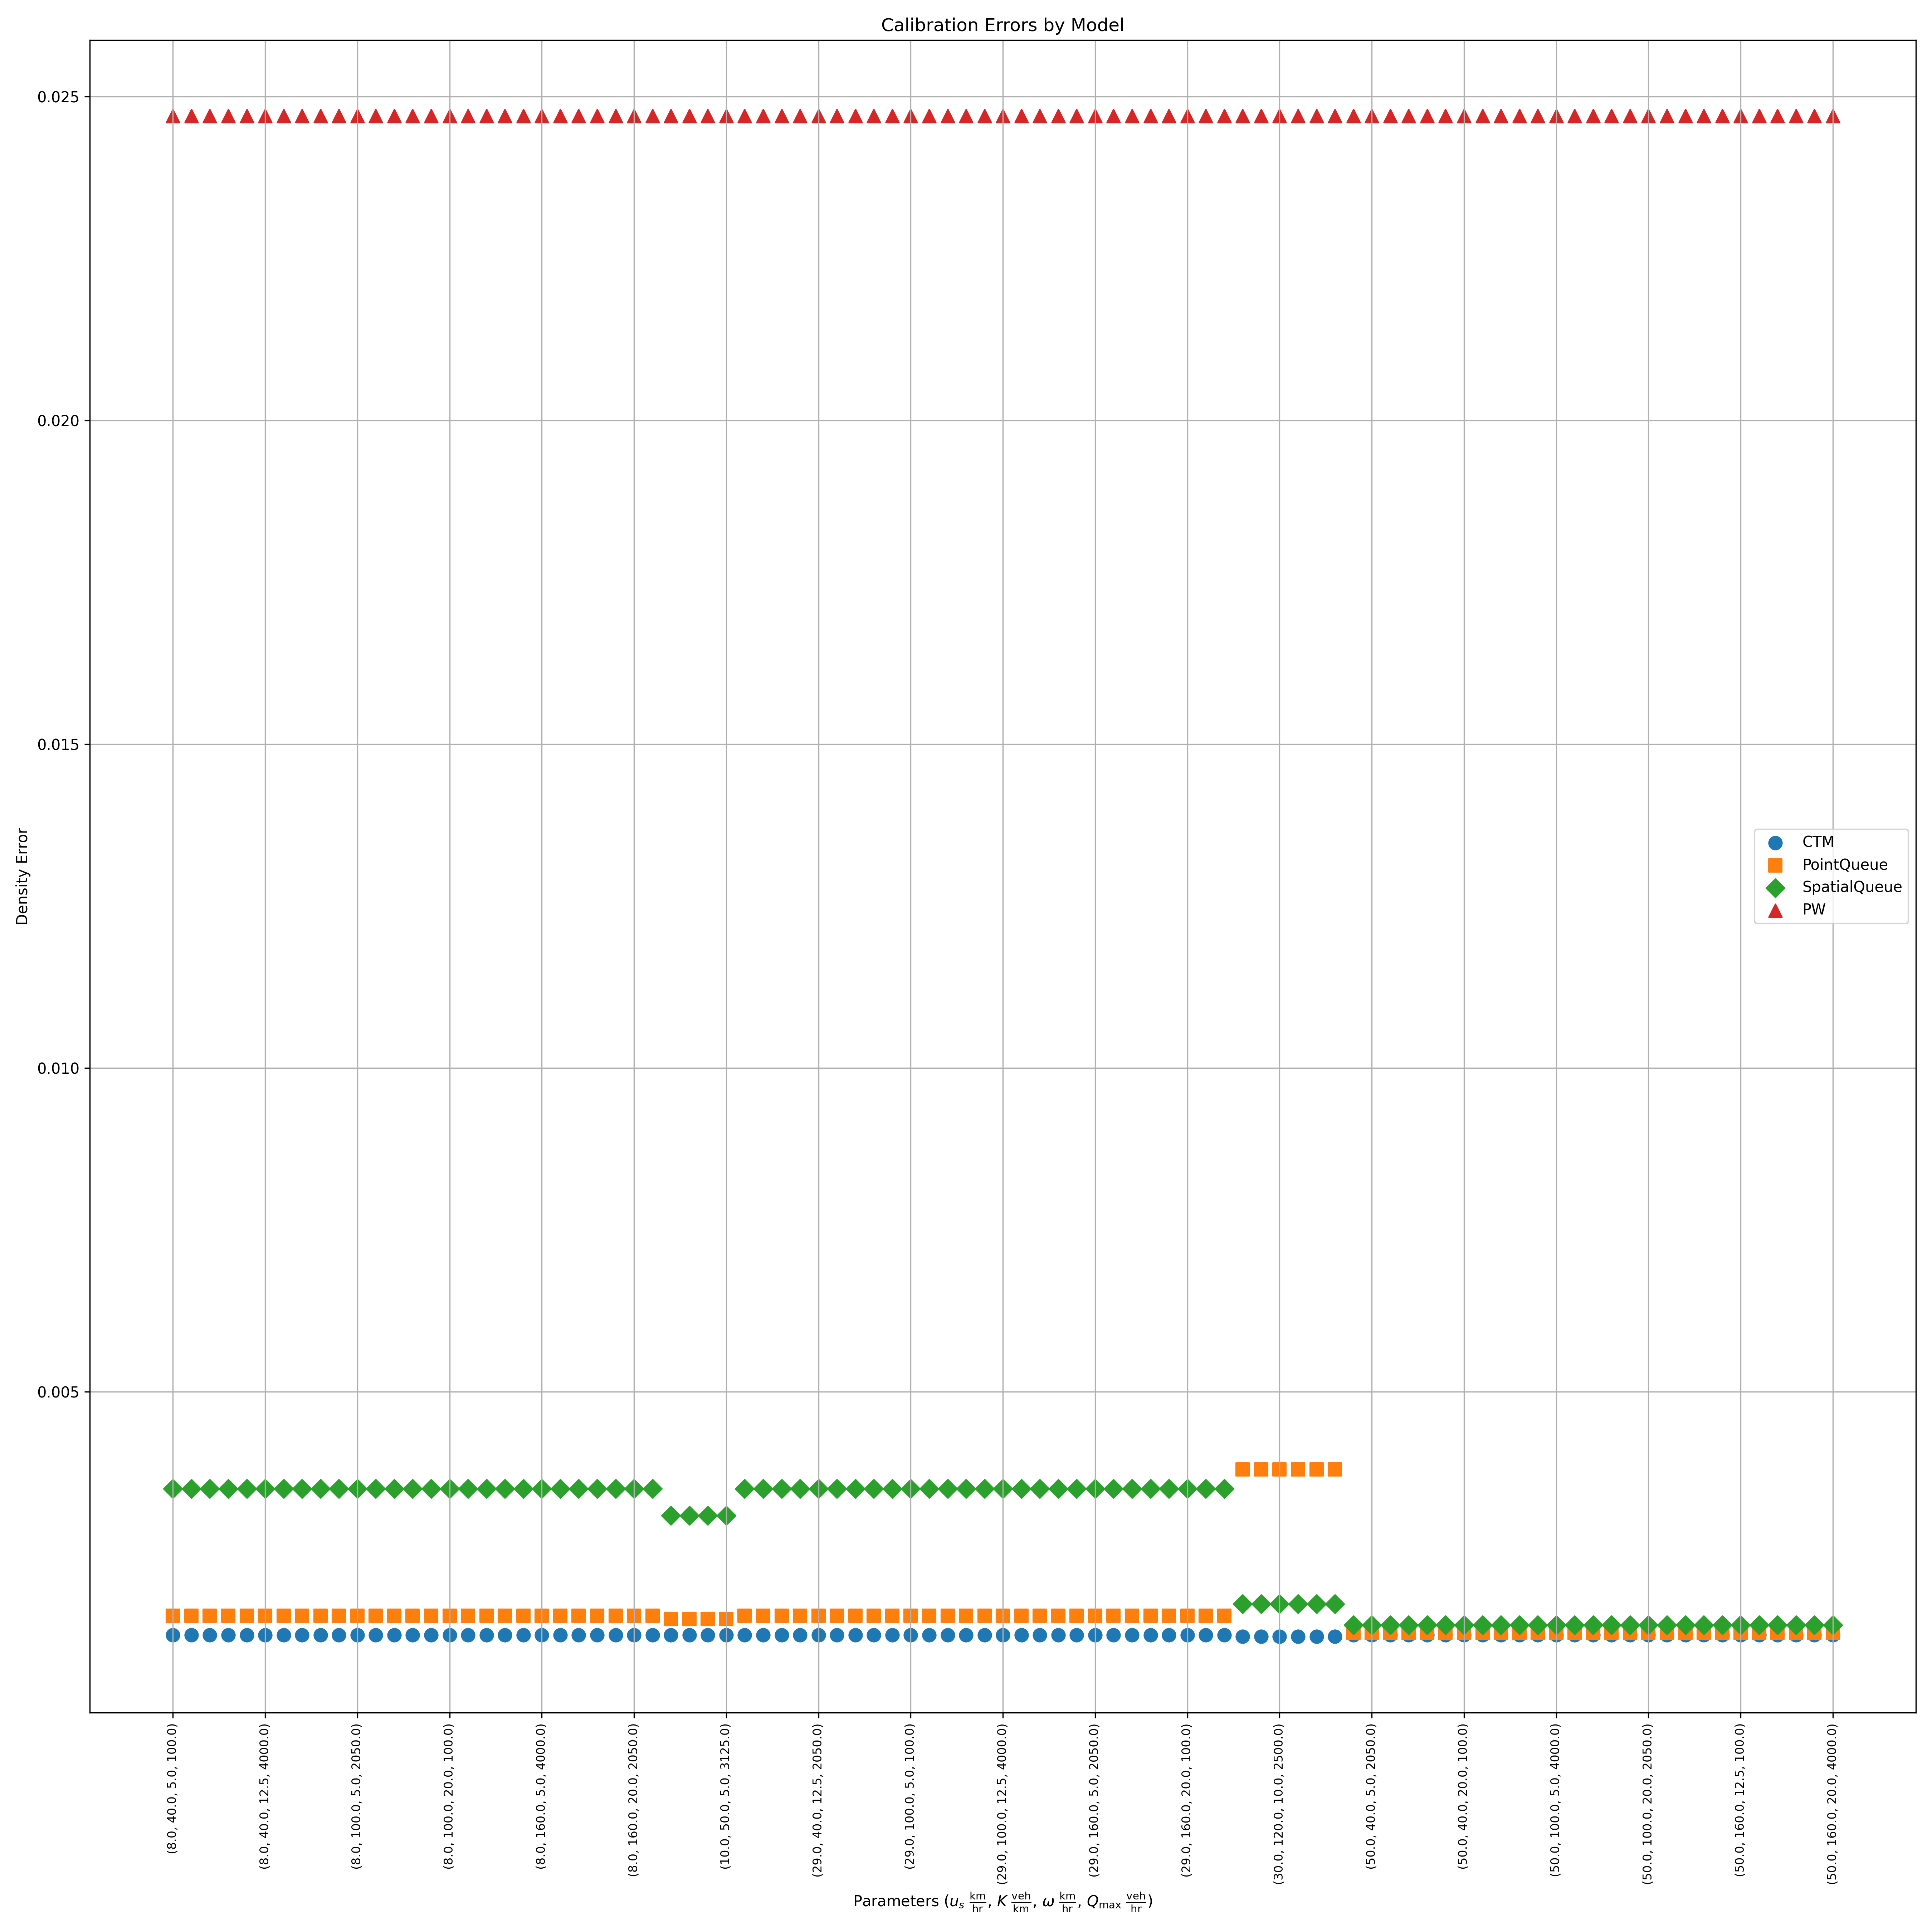 Calibration Errors by Model
0.025
0.020
0.015
0.010
0.005
Density Error
CTM
PointQueue
SpatialQueue
PW
(8.0, 40.0, 5.0, 100.0)
(8.0, 40.0, 12.5, 4000.0)
(8.0, 100.0, 5.0, 2050.0)
(8.0, 100.0, 20.0, 100.0)
(8.0, 160.0, 5.0, 4000.0)
(8.0, 160.0, 20.0, 2050.0)
(10.0, 50.0, 5.0, 3125.0)
(29.0, 40.0, 12.5, 2050.0)
(29.0, 100.0, 5.0, 100.0)
(29.0, 100.0, 12.5, 4000.0)
(29.0, 160.0, 5.0, 2050.0)
(29.0, 160.0, 20.0, 100.0)
(30.0, 120.0, 10.0, 2500.0)
(50.0, 40.0, 5.0, 2050.0)
(50.0, 40.0, 20.0, 100.0)
(50.0, 100.0, 5.0, 4000.0)
(50.0, 100.0, 20.0, 2050.0)
(50.0, 160.0, 12.5, 100.0)
(50.0, 160.0, 20.0, 4000.0)
Parameters ($u_s$ $\frac{km}{hr}$, $K$ $\frac{veh}{km}$, $\omega$ $\frac{km}{hr}$, $Q_{max}$ $\frac{veh}{hr}$)